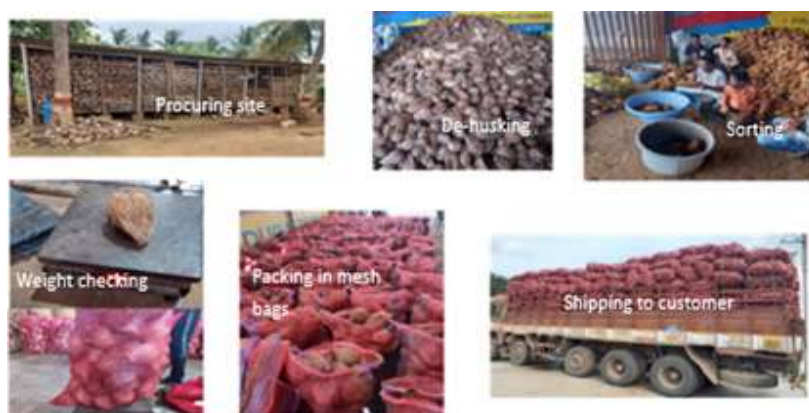 Procuring site
De-husking
Sorting
Weight checking
Packing in mesh
bags
Shipping to customer